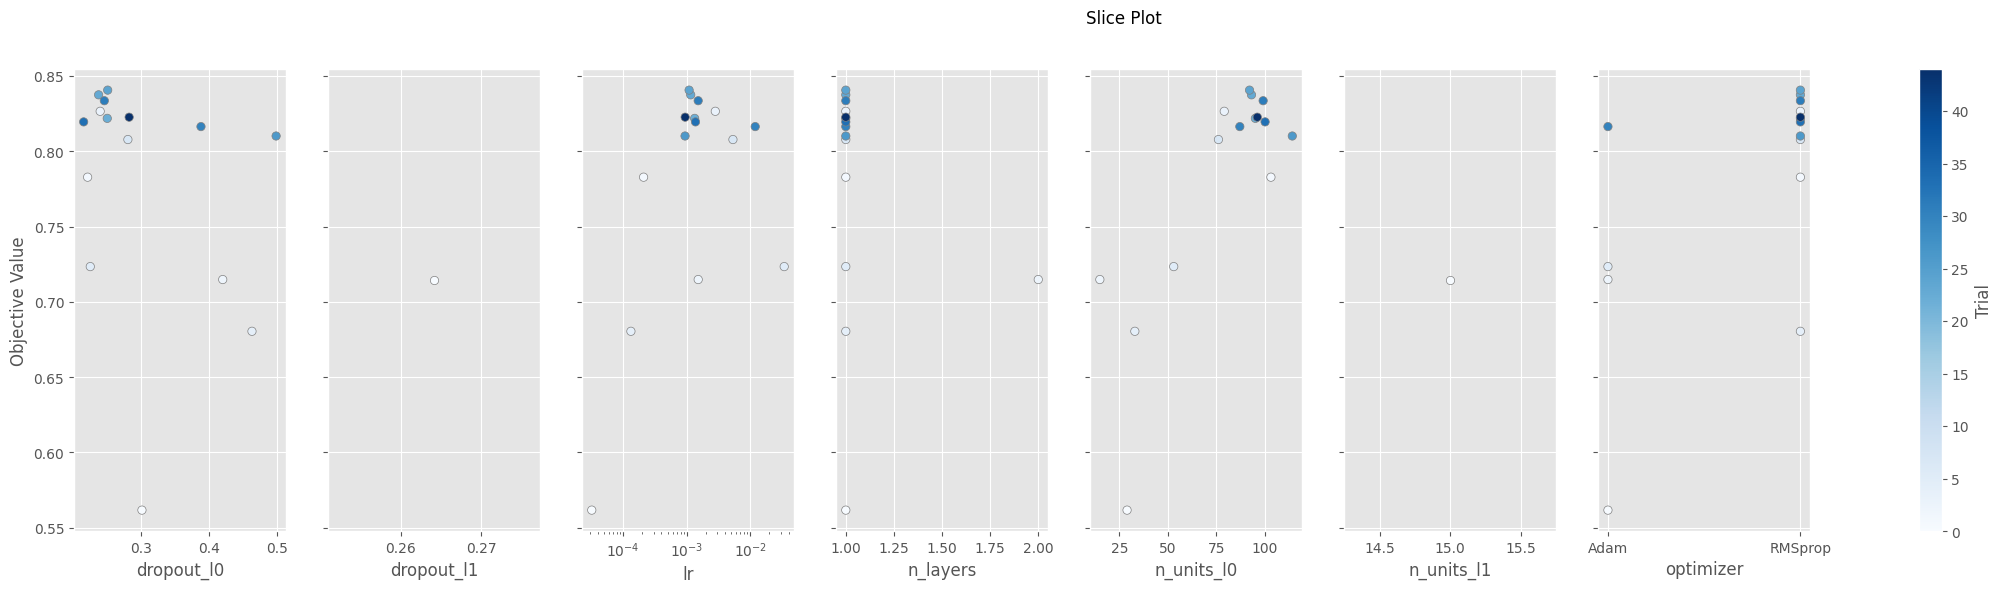 Slice Plot
Objective Value
0.85
0.80
0.75
0.70
0.65
0.60
0.55
0.3 0.4 0.5
dropout_l0
0.26 0.27
dropout_l1
10⁻⁴ 10⁻³ 10⁻²
lr
1.00 1.25 1.50 1.75 2.00
n_layers
25 50 75 100
n_units_l0
14.5 15.0 15.5
n_units_l1
Adam RMSprop
optimizer
40
35
30
25
20
15
10
5
0
Trial